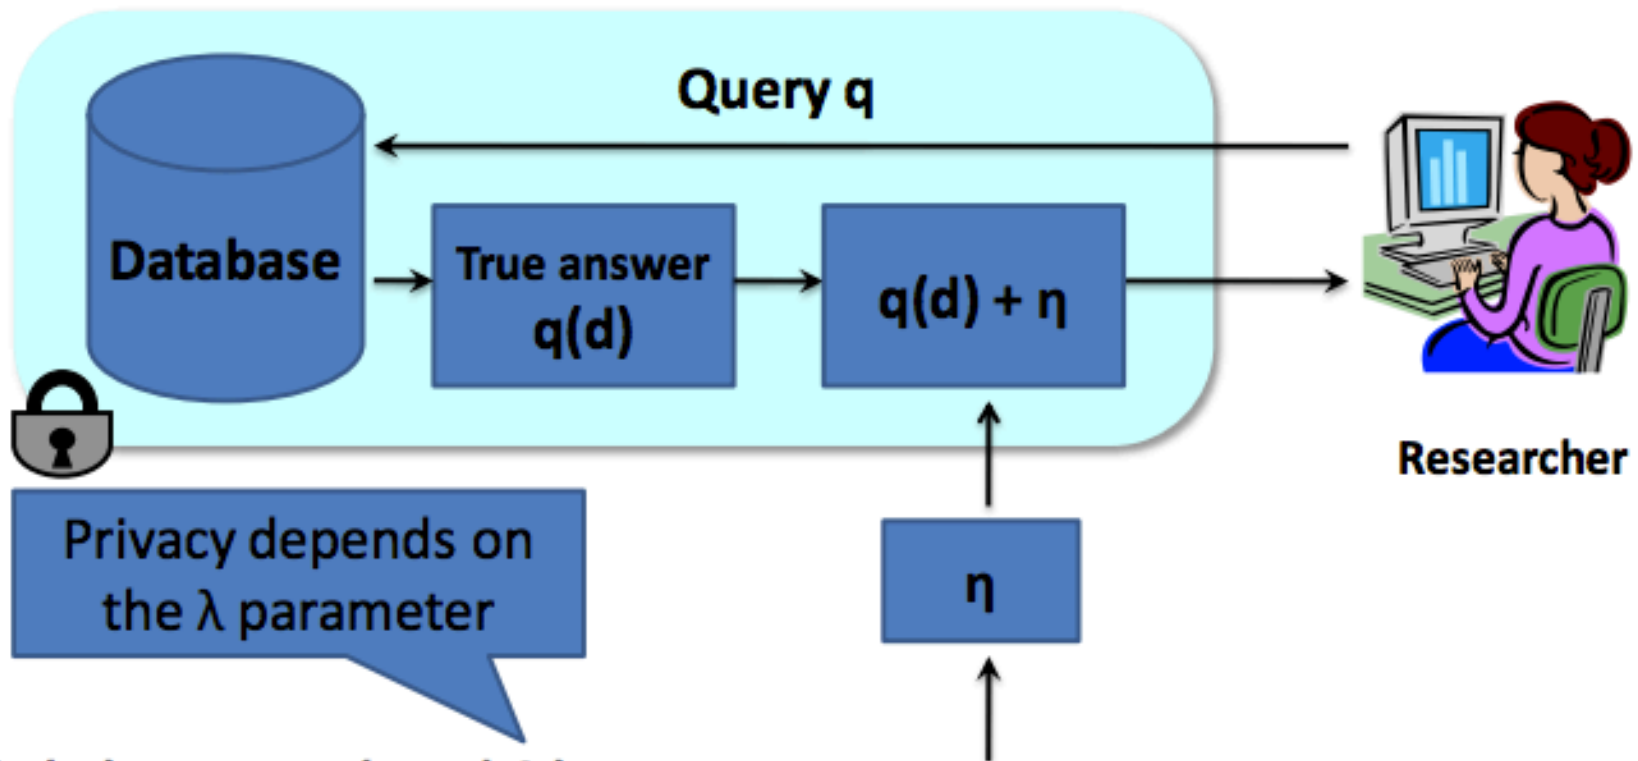 Query q
Database
True answer
q(d)
q(d) + η
Researcher
Privacy depends on
the λ parameter
η